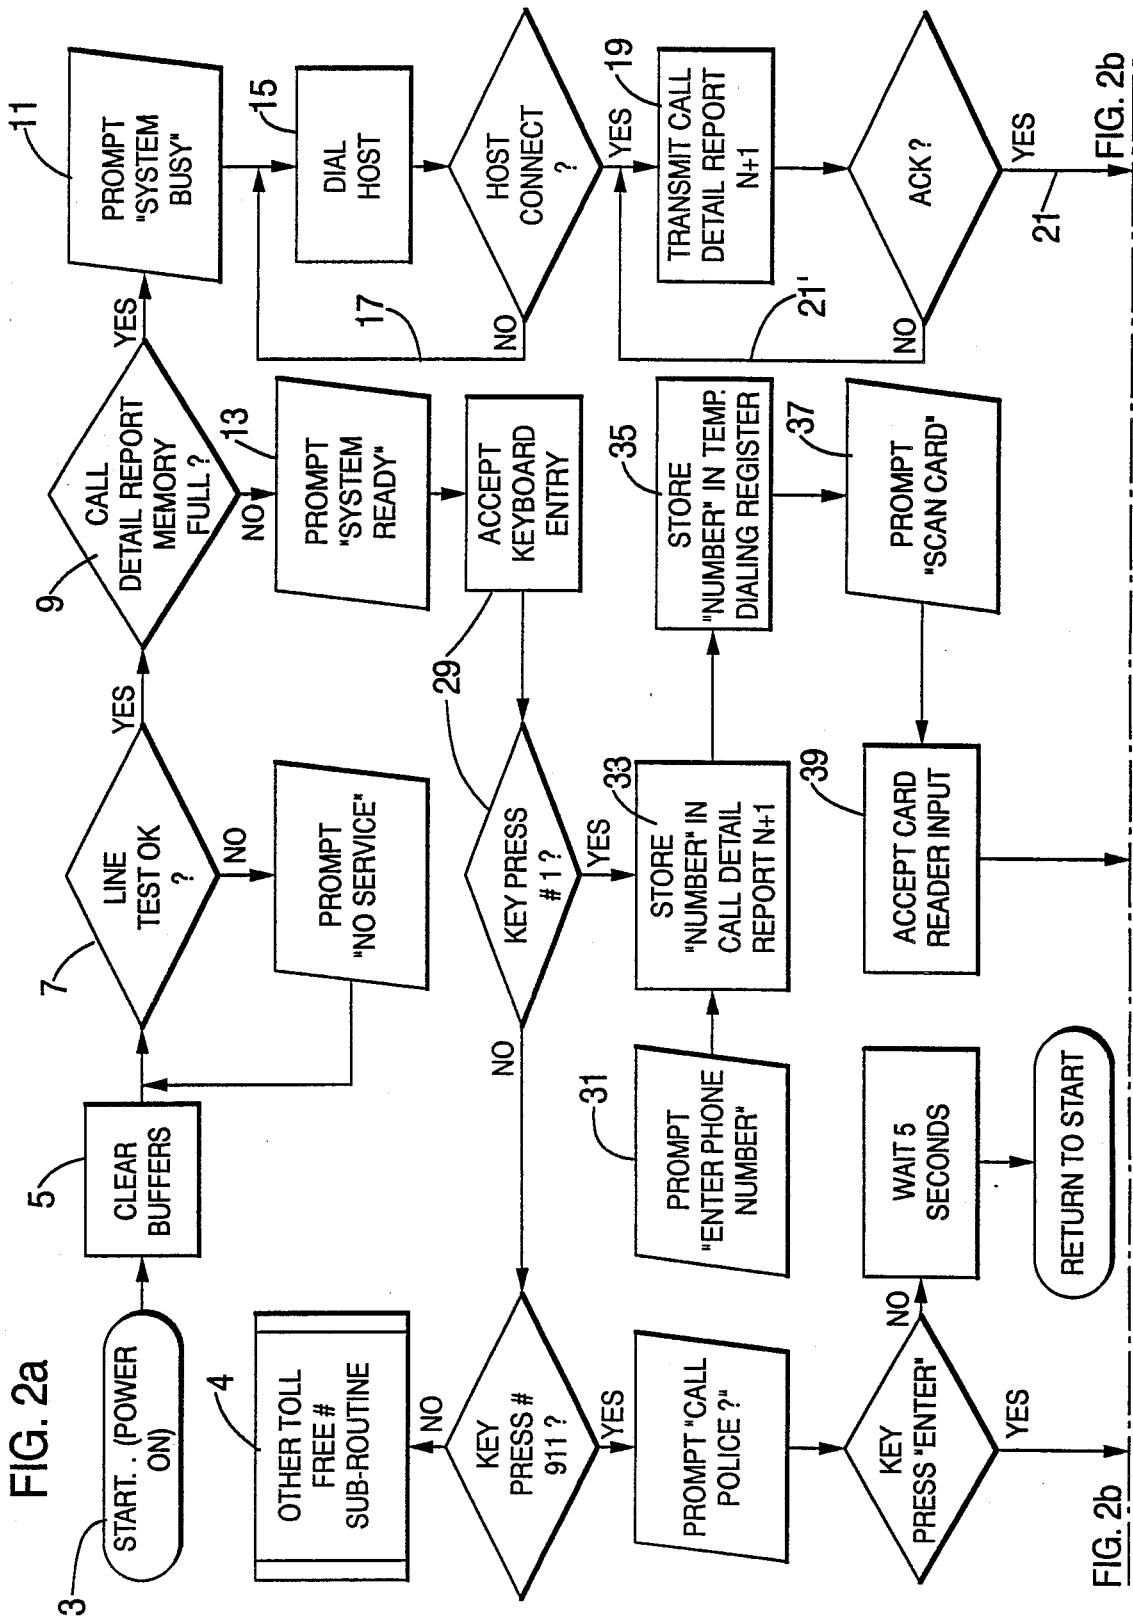 FIG. 2a
3
START. . (POWER
ON)
5
CLEAR
BUFFERS
7
LINE
TEST OK
?
YES
NO
PROMPT
"NO SERVICE"
9
CALL
DETAIL REPORT
MEMORY
FULL ?
YES
NO
11
PROMPT
"SYSTEM
BUSY"
13
PROMPT
"SYSTEM
READY"
15
DIAL
HOST
17
HOST
CONNECT
?
NO
YES
19
TRANSMIT CALL
DETAIL REPORT
N+1
21'
ACK?
NO
YES
21
FIG. 2b
ACCEPT
KEYBOARD
ENTRY
29
KEY PRESS
# 1 ?
NO
YES
4
OTHER TOLL
FREE #
SUB-ROUTINE
NO
KEY
PRESS #
911 ?
YES
31
PROMPT
"ENTER PHONE
NUMBER"
33
STORE
"NUMBER" IN
CALL DETAIL
REPORT N+1
35
STORE
"NUMBER" IN TEMP.
DIALING REGISTER
37
PROMPT
"SCAN CARD"
39
ACCEPT CARD
READER INPUT
PROMPT "CALL
POLICE ?"
KEY
PRESS "ENTER"
NO
YES
WAIT 5
SECONDS
RETURN TO START
FIG. 2b